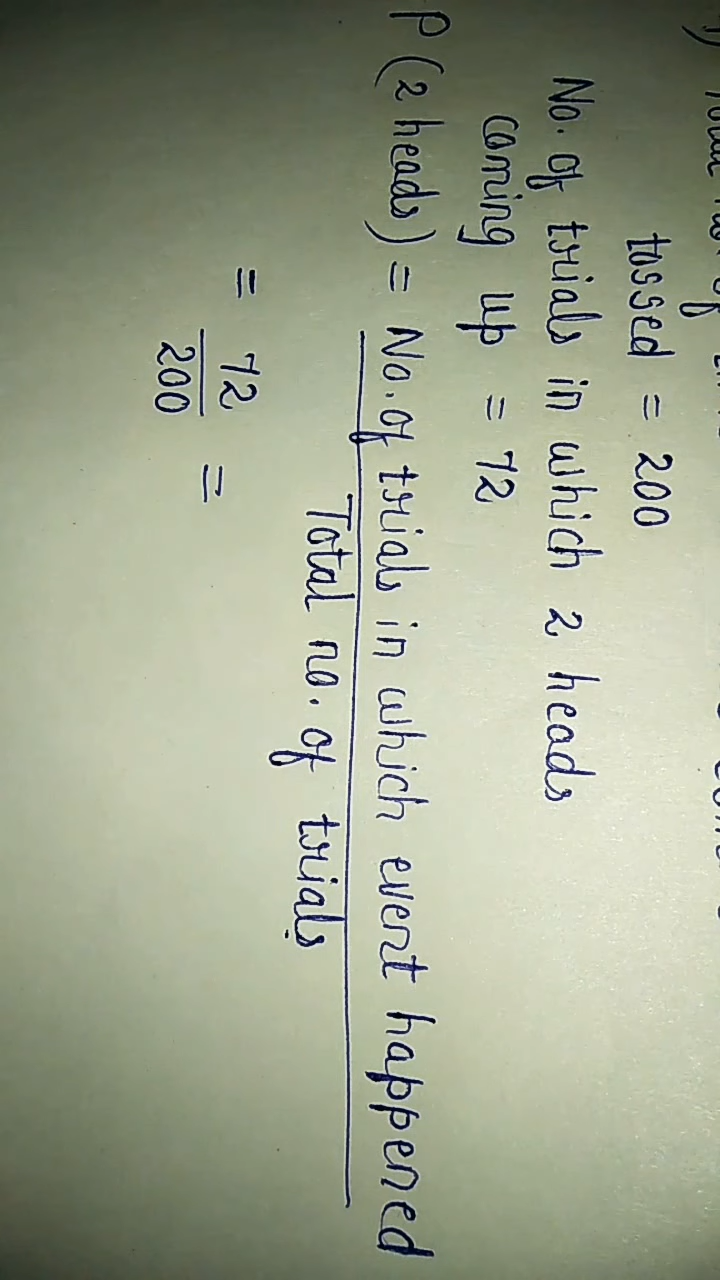 tossed = 200
No. of trials in which 2 heads
coming up = 72
P (2 heads) = No. of trials in which event happened
Total no. of trials
= 72
200 =